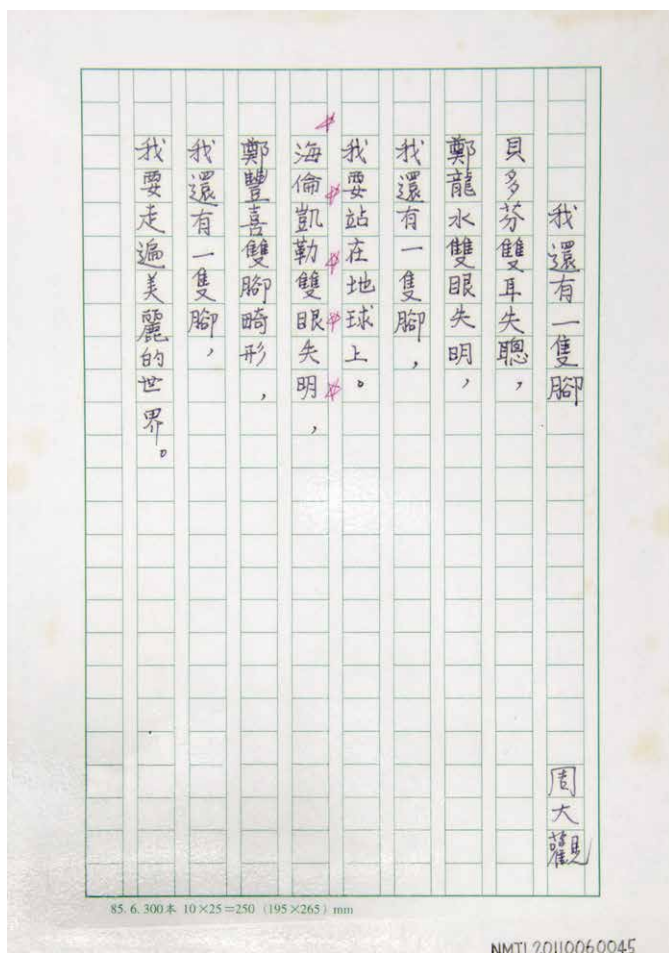 我還有一隻腳
周大觀
貝多芬雙耳失聰，
鄭龍水雙眼失明，
我還有一隻腳，
我要站在地球上。
海倫凱勒雙眼失明，
鄭豐喜雙腳畸形，
我還有一隻腳，
我要走遍美麗的世界。
85.6.300本 10×25=250 (195×265) mm
NMTL20110060045